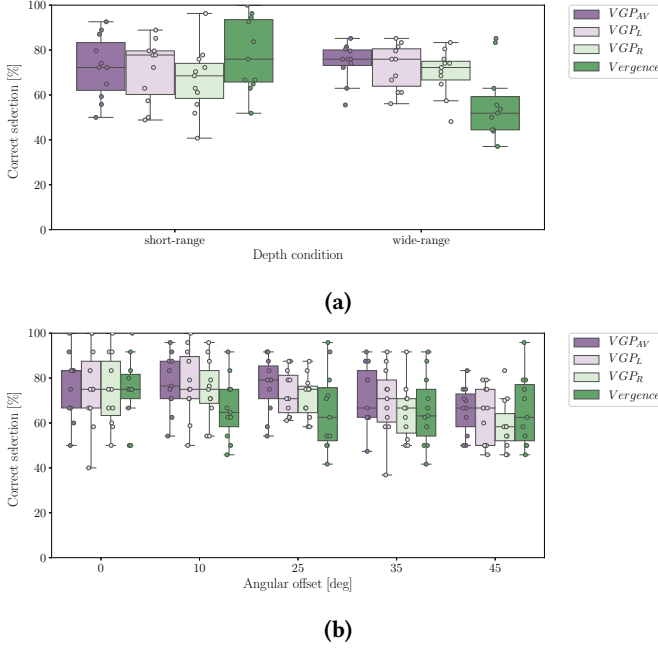 100
80
60
40
20
0
Correct selection [%]
short-range
wide-range
Depth condition
VGP_AV
VGP_L
VGP_R
Vergence
(a)
100
80
60
40
20
0
Correct selection [%]
0 10 25 35 45
Angular offset [deg]
VGP_AV
VGP_L
VGP_R
Vergence
(b)